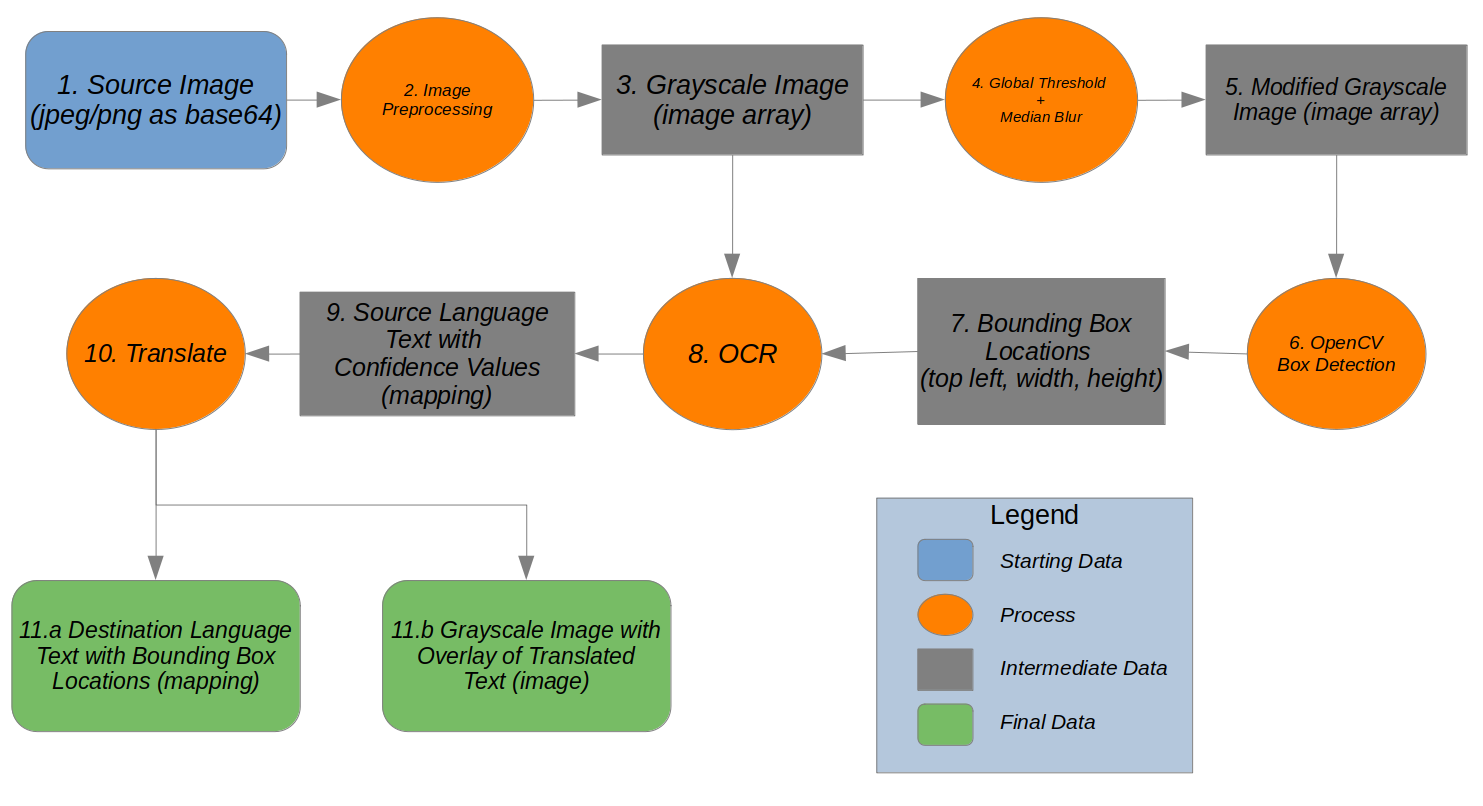 1. Source Image
(jpeg/png as base64)
2. Image
Preprocessing
3. Grayscale Image
(image array)
4. Global Threshold
+
Median Blur
5. Modified Grayscale
Image (image array)
10. Translate
9. Source Language
Text with
Confidence Values
(mapping)
8. OCR
7. Bounding Box
Locations
(top left, width, height)
6. OpenCV
Box Detection
11.a Destination Language
Text with Bounding Box
Locations (mapping)
11.b Grayscale Image with
Overlay of Translated
Text (image)
Legend
Starting Data
Process
Intermediate Data
Final Data